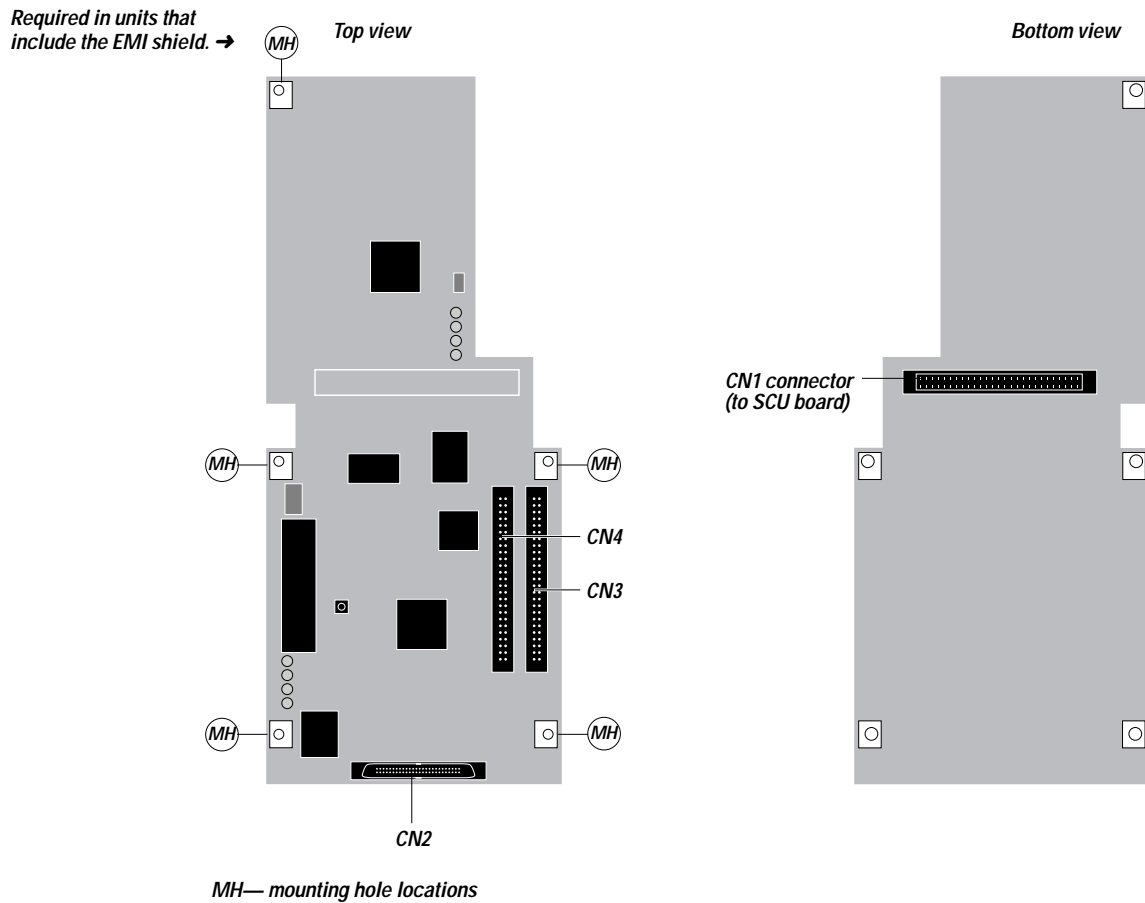 Required in units that
include the EMI shield. ➜
MH
Top view
Bottom view
CN1 connector
(to SCU board)
MH
MH
CN4
CN3
MH
MH
CN2
MH— mounting hole locations